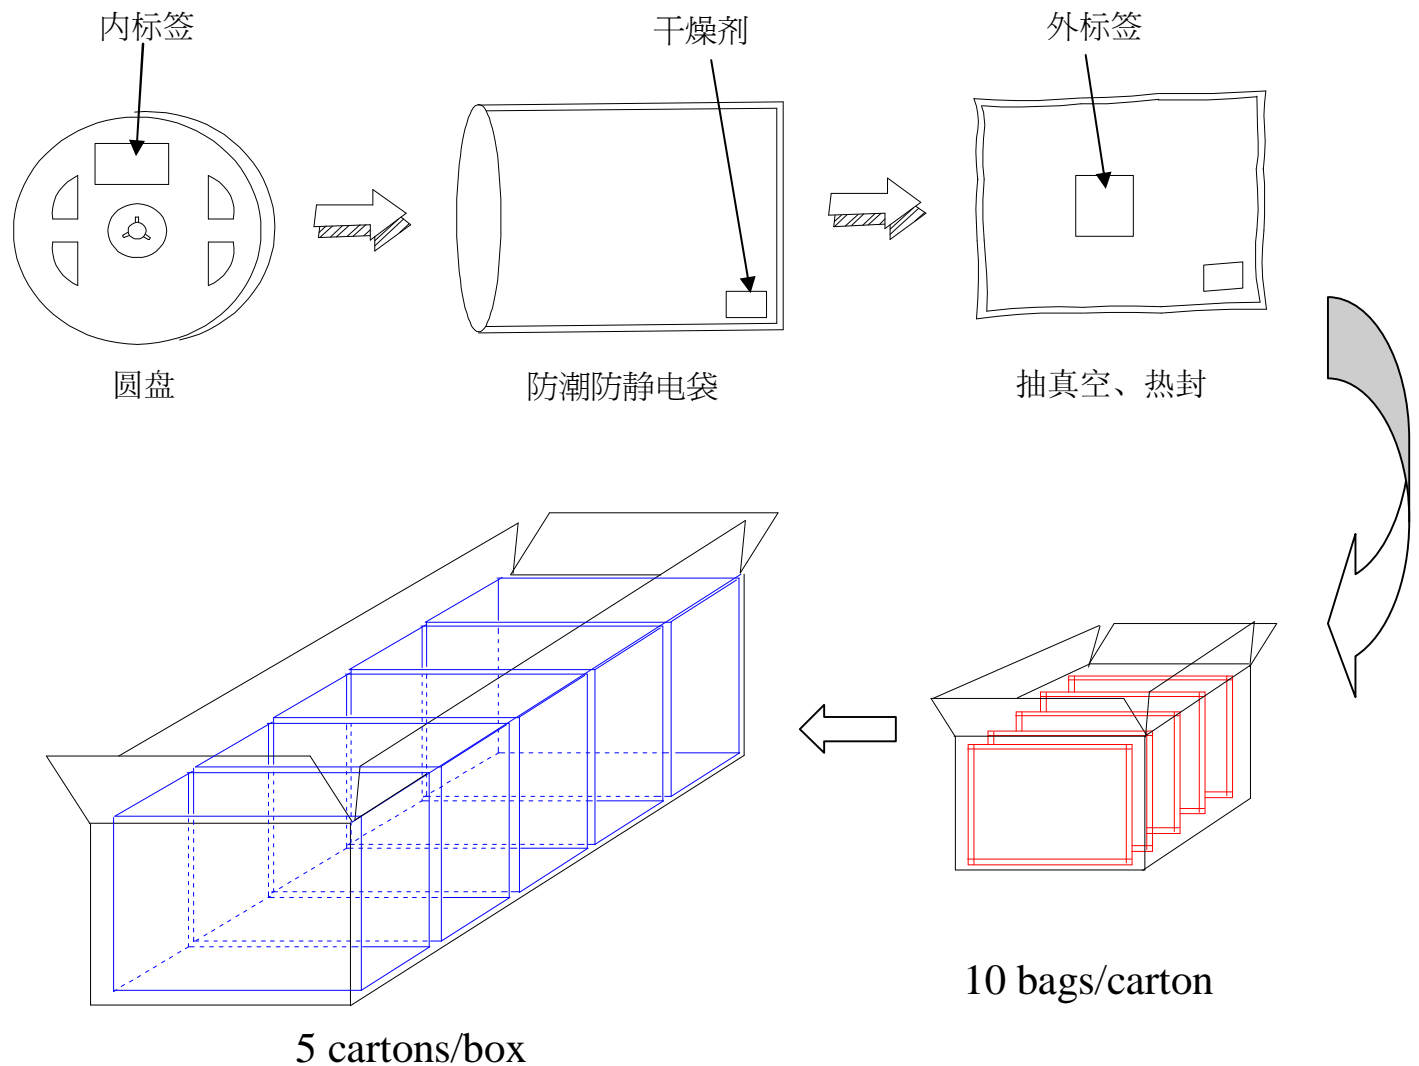 内标签
干燥剂
外标签
圆盘
防潮防静电袋
抽真空、热封
10 bags/carton
5 cartons/box